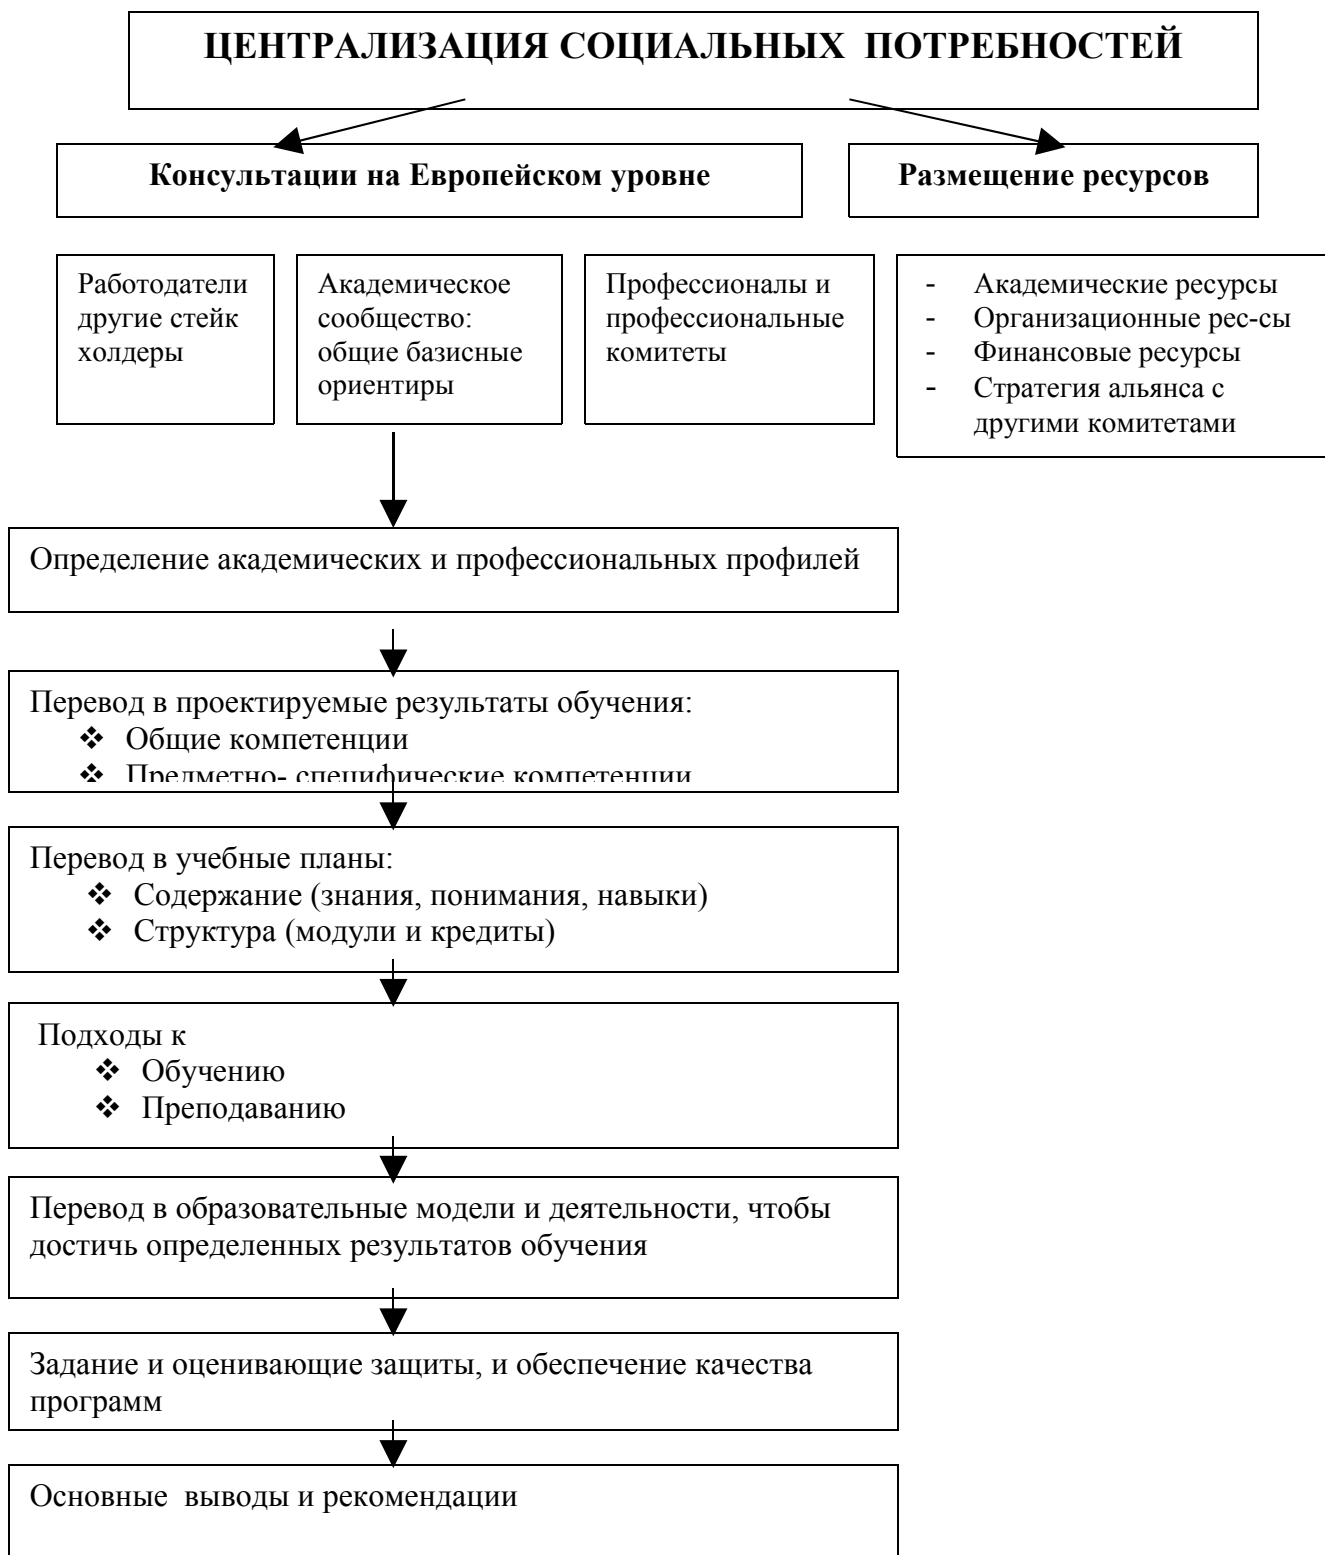 ЦЕНТРАЛИЗАЦИЯ СОЦИАЛЬНЫХ ПОТРЕБНОСТЕЙ
Консультации на Европейском уровне
Размещение ресурсов
Работодатели
другие стейк
холдеры
Академическое
сообщество:
общие базисные
ориентиры
Профессионалы и
профессиональные
комитеты
- Академические ресурсы
- Организационные рес-сы
- Финансовые ресурсы
- Стратегия альянса с
другими комитетами
Определение академических и профессиональных профилей
Перевод в проектируемые результаты обучения:
❖ Общие компетенции
❖ Предметно- специфические компетенции
Перевод в учебные планы:
❖ Содержание (знания, понимания, навыки)
❖ Структура (модули и кредиты)
Подходы к
❖ Обучению
❖ Преподаванию
Перевод в образовательные модели и деятельности, чтобы
достичь определенных результатов обучения
Задание и оценивающие защиты, и обеспечение качества
программ
Основные выводы и рекомендации